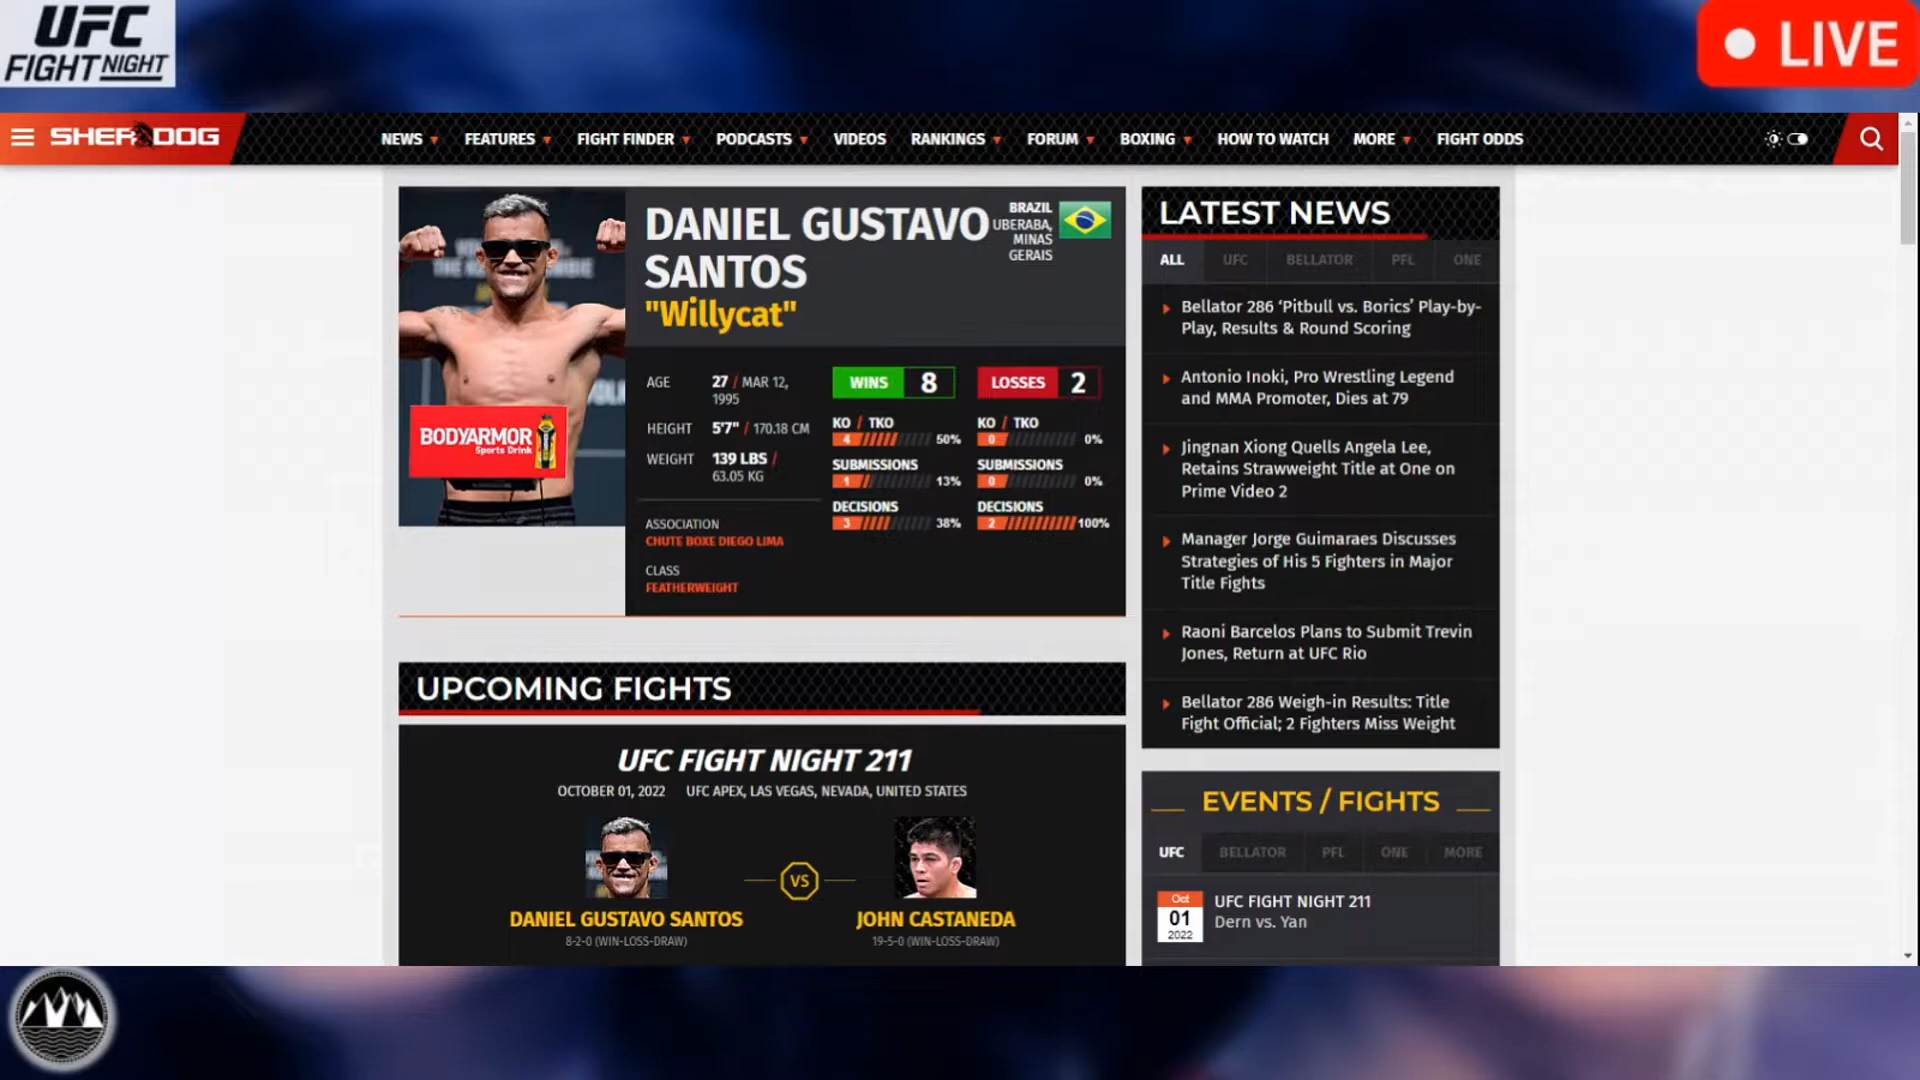 UFC
FIGHT NIGHT
LIVE
SHERDOG
NEWS
FEATURES
FIGHT FINDER
PODCASTS
VIDEOS
RANKINGS
FORUM
BOXING
HOW TO WATCH
MORE
FIGHT ODDS
DANIEL GUSTAVO
SANTOS
"Willycat"
BRAZIL
UBERABA,
MINAS
GERAIS
BODYARMOR
Sports Drink
AGE
27 / MAR 12,
1995
HEIGHT
5'7" / 170.18 CM
WEIGHT
139 LBS /
63.05 KG
ASSOCIATION
CHUTE BOXE DIEGO LIMA
CLASS
FEATHERWEIGHT
WINS 8
KO / TKO
4 50%
SUBMISSIONS
1 13%
DECISIONS
3 38%
LOSSES 2
KO / TKO
0 0%
SUBMISSIONS
0 0%
DECISIONS
2 100%
UPCOMING FIGHTS
UFC FIGHT NIGHT 211
OCTOBER 01, 2022 UFC APEX, LAS VEGAS, NEVADA, UNITED STATES
VS
DANIEL GUSTAVO SANTOS
8-2-0 (WIN-LOSS-DRAW)
JOHN CASTANEDA
19-5-0 (WIN-LOSS-DRAW)
LATEST NEWS
ALL UFC BELLATOR PFL ONE
Bellator 286 ‘Pitbull vs. Borics’ Play-by-
Play, Results & Round Scoring
Antonio Inoki, Pro Wrestling Legend
and MMA Promoter, Dies at 79
Jingnan Xiong Quells Angela Lee,
Retains Strawweight Title at One on
Prime Video 2
Manager Jorge Guimaraes Discusses
Strategies of His 5 Fighters in Major
Title Fights
Raoni Barcelos Plans to Submit Trevin
Jones, Return at UFC Rio
Bellator 286 Weigh-in Results: Title
Fight Official; 2 Fighters Miss Weight
EVENTS / FIGHTS
UFC BELLATOR PFL ONE MORE
Oct
01
2022
UFC FIGHT NIGHT 211
Dern vs. Yan